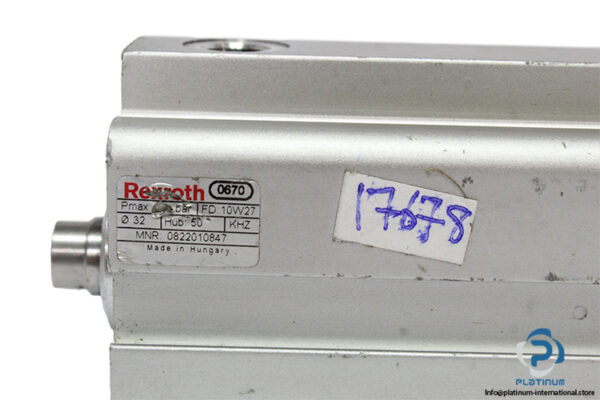 Rexroth 0670
Pmax bar FD 10W27
Ø 32 Hub 50 KHZ
MNR 0822010847
Made in Hungary
17678
PLATINUM
Info@platinum-international.store